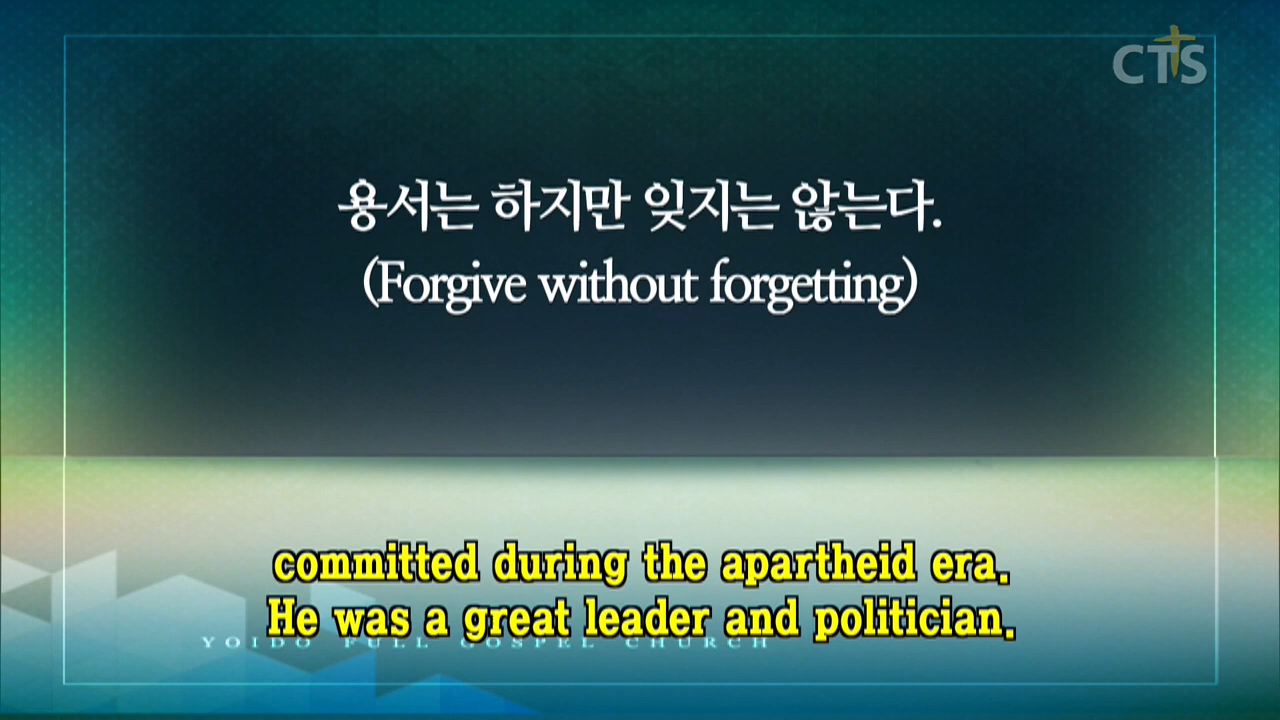 CTS
용서는 하지만 잊지는 않는다.
(Forgive without forgetting)
committed during the apartheid era.
He was a great leader and politician.
YOIDO FULL GOSPEL CHURCH